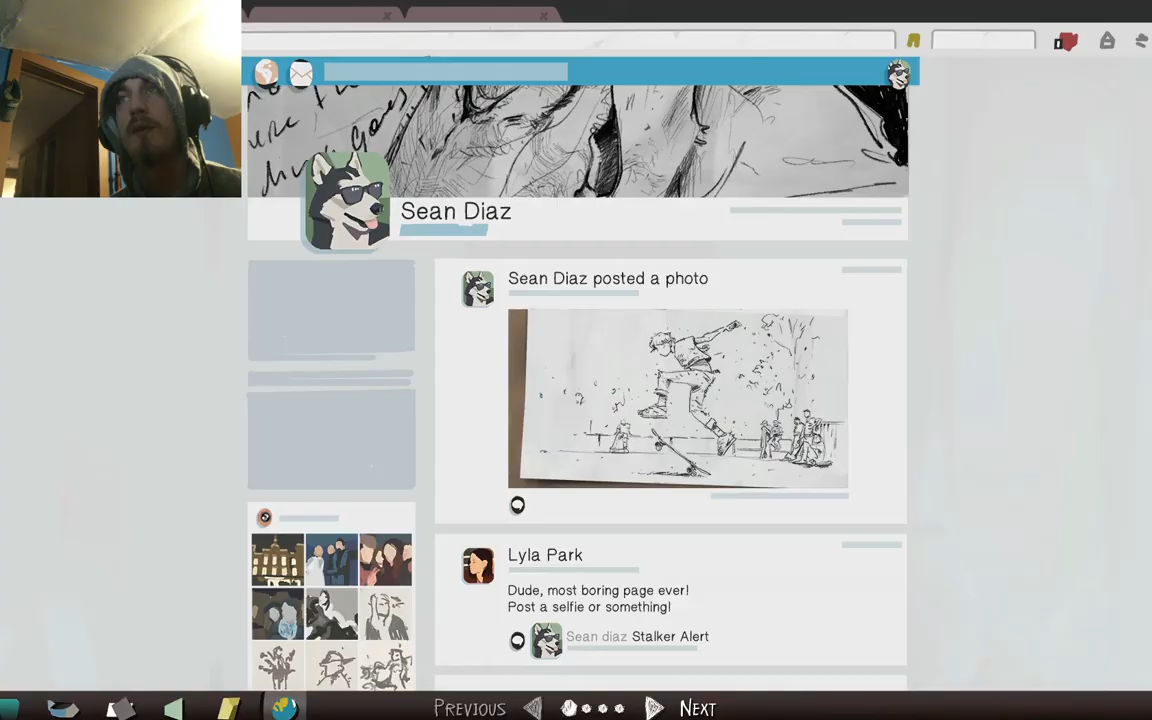 Sean Diaz
Sean Diaz posted a photo
Lyla Park
Dude, most boring page ever!
Post a selfie or something!
Sean diaz Stalker Alert
PREVIOUS
NEXT